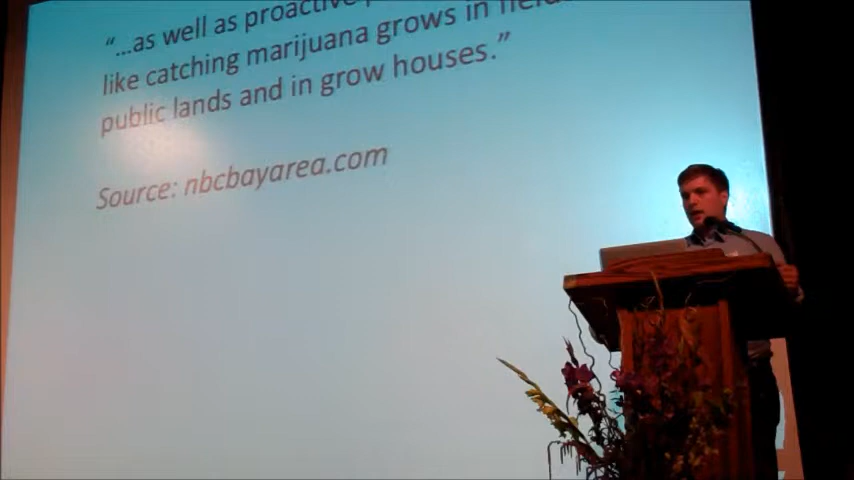 "...as well as proactive
like catching marijuana grows in
public lands and in grow houses."
Source: nbcbayarea.com